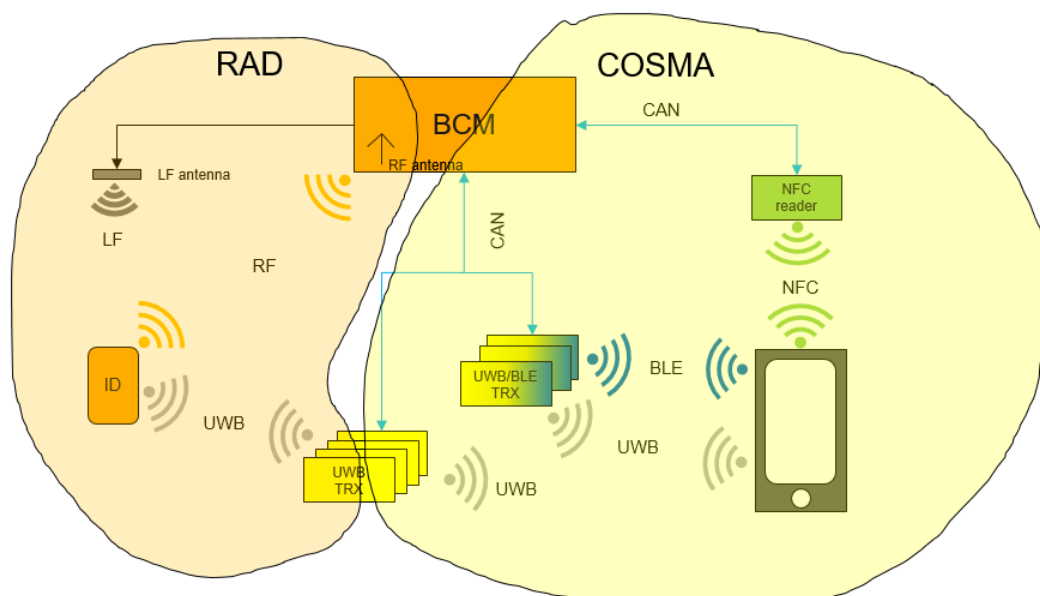 RAD
COSMA
BCM
CAN
RF antenna
LF antenna
NFC
reader
LF
CAN
RF
NFC
ID
UWB/BLE
TRX
BLE
UWB
UWB
UWB
TRX
UWB